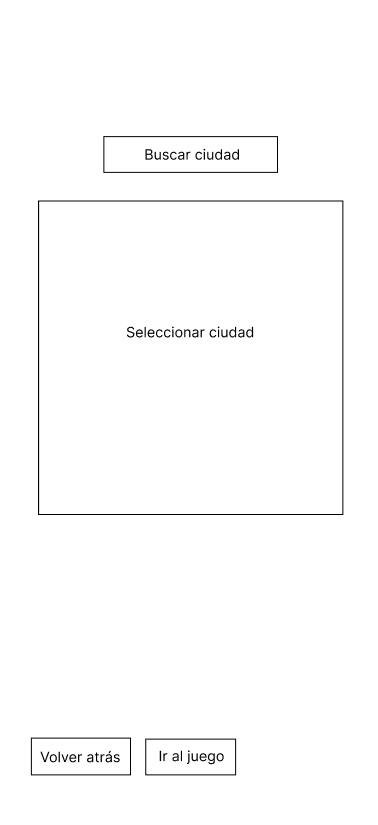 Buscar ciudad
Seleccionar ciudad
Volver atrás
Ir al juego